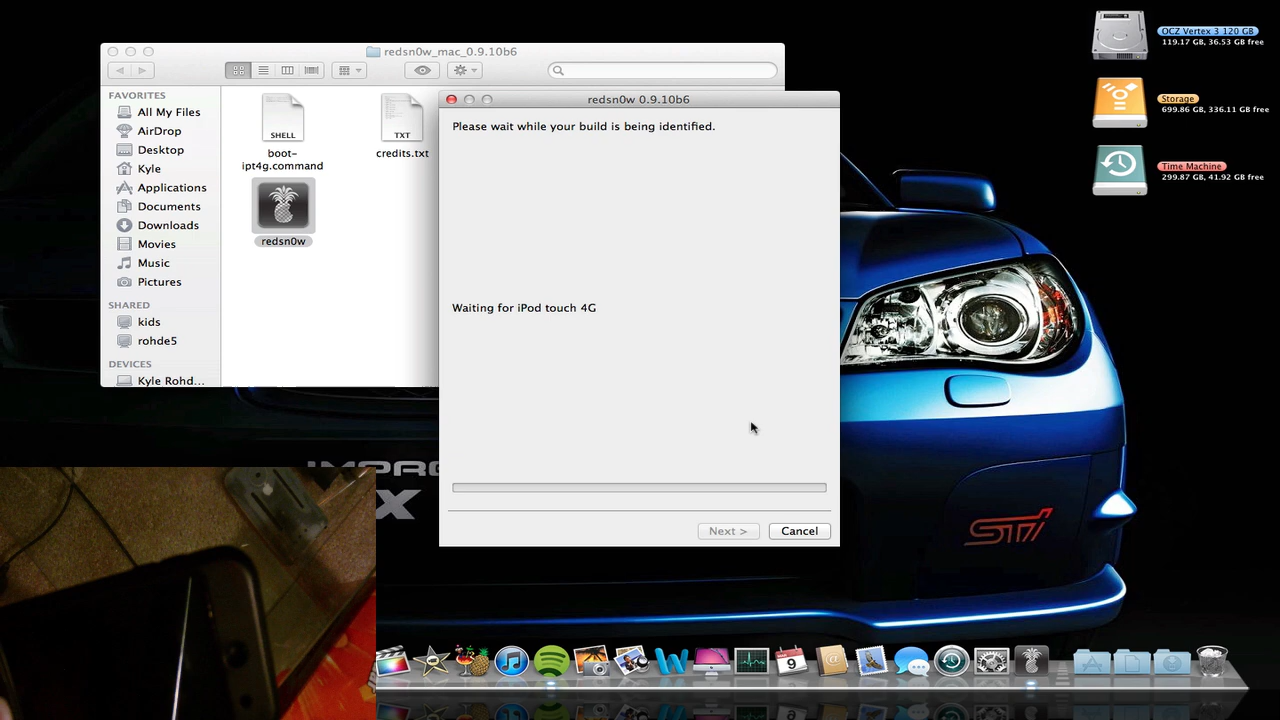 redsn0w_mac_0.9.10b6
FAVORITES
All My Files
AirDrop
Desktop
Kyle
Applications
Documents
Downloads
Movies
Music
Pictures
SHARED
kids
rohde5
DEVICES
Kyle Rohd...
SHELL
boot-
ipt4g.command
TXT
credits.txt
redsn0w
redsn0w 0.9.10b6
Please wait while your build is being identified.
Waiting for iPod touch 4G
Next >
Cancel
OCZ Vertex 3 120 GB
119.17 GB, 36.53 GB free
Storage
699.86 GB, 336.11 GB free
Time Machine
299.87 GB, 41.92 GB free
IMPRE
X
STI
9